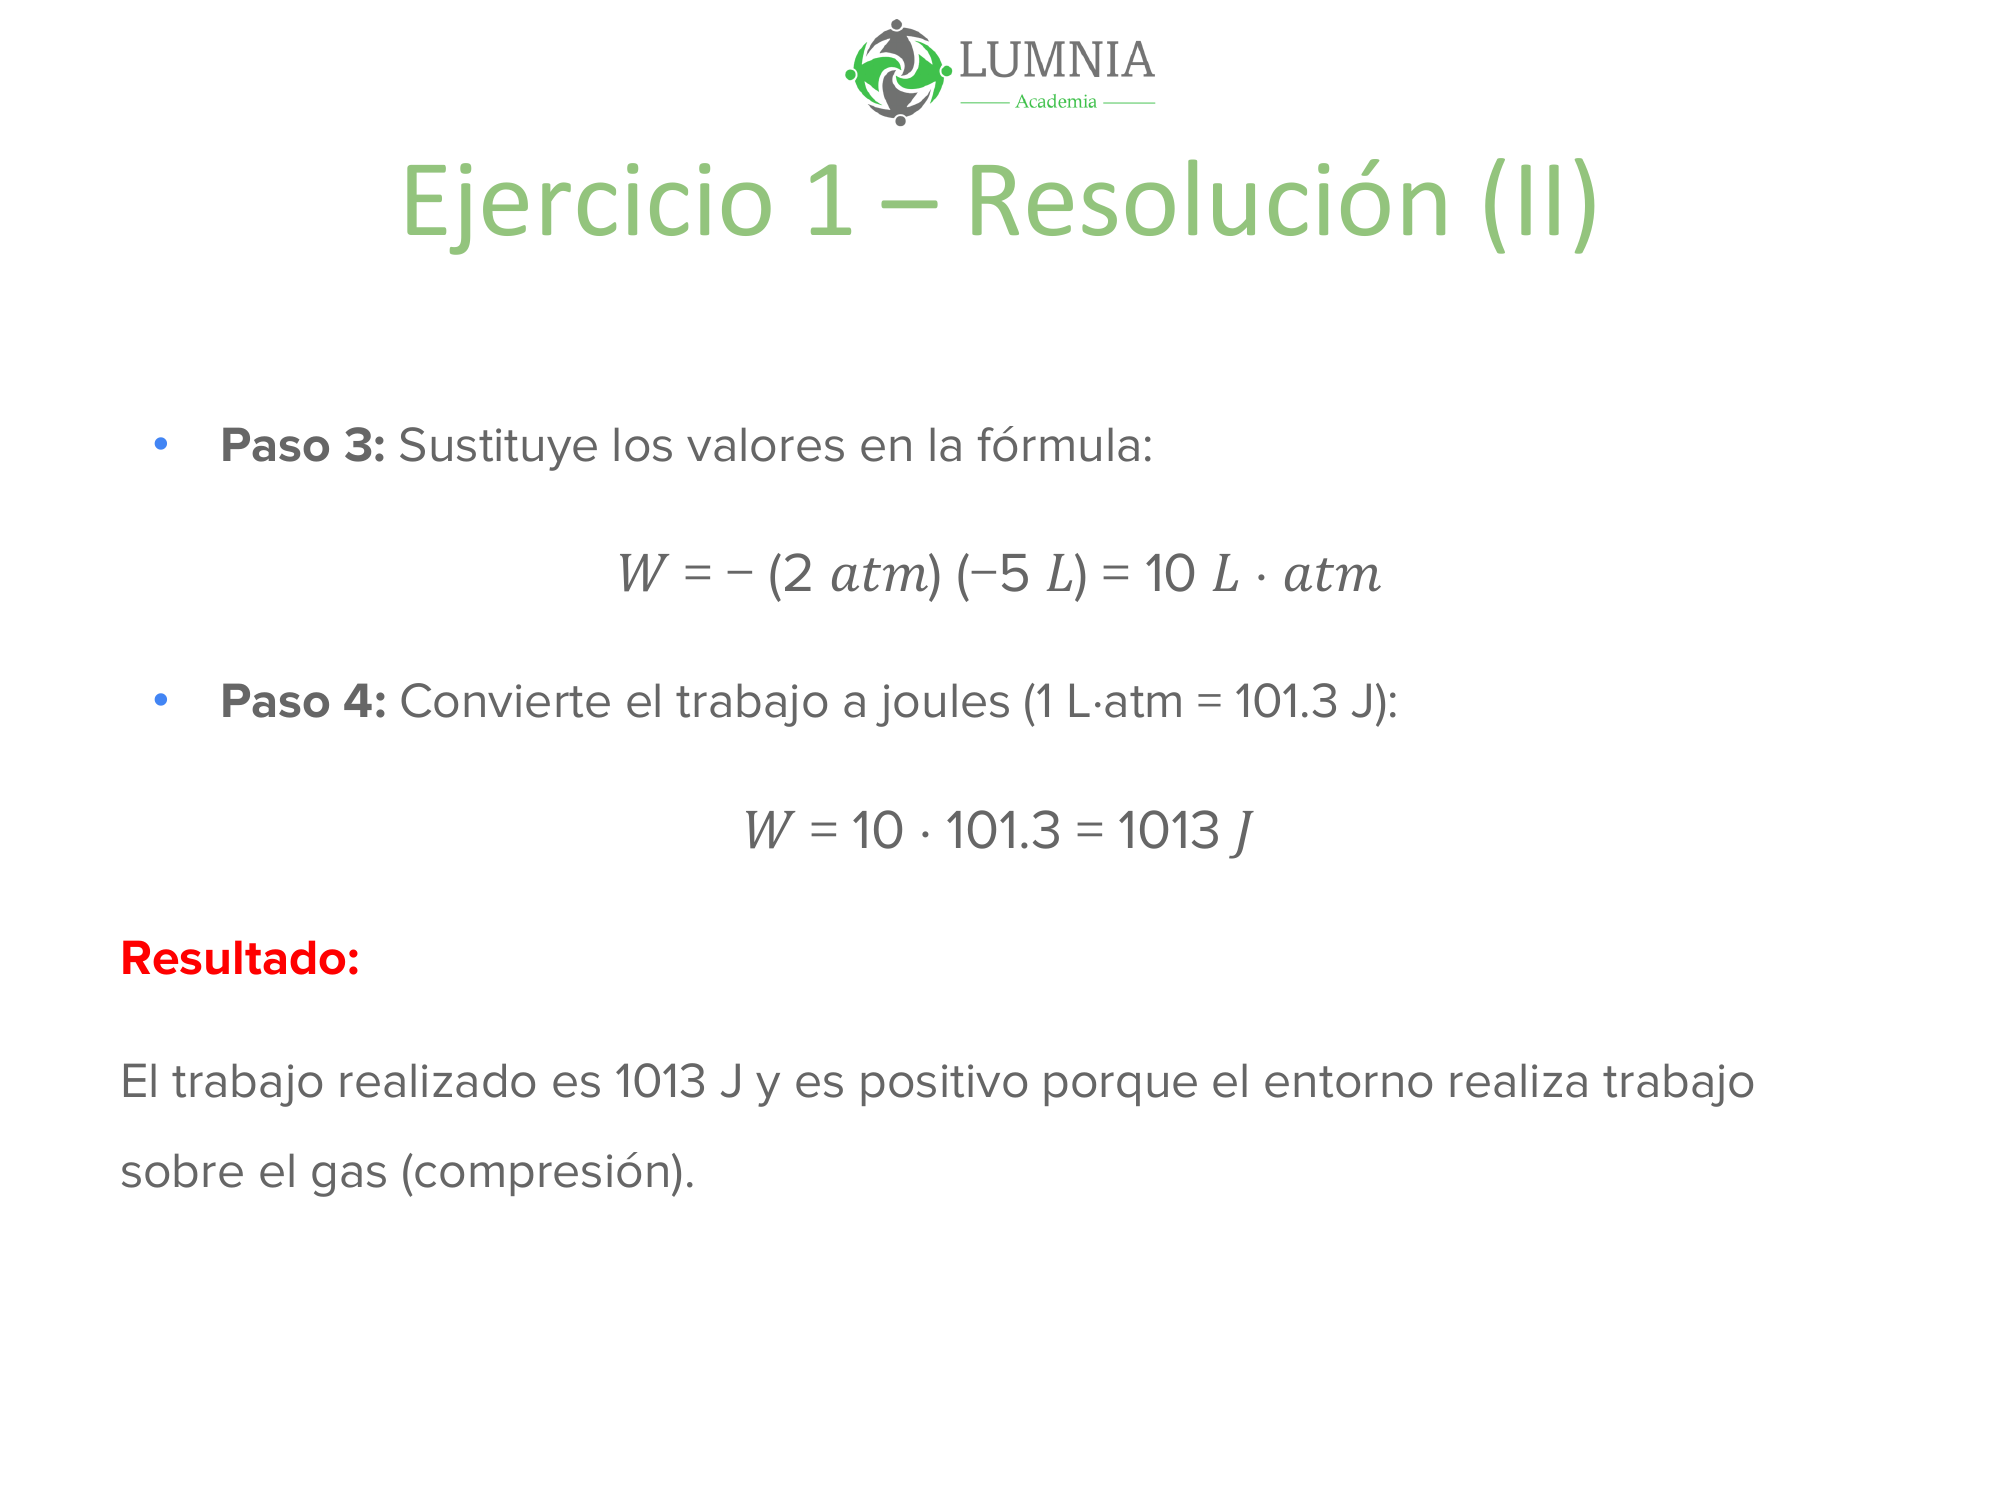 LUMNIA
Academia
Ejercicio 1 – Resolución (II)
• Paso 3: Sustituye los valores en la fórmula:
W = − (2 atm) (−5 L) = 10 L · atm
• Paso 4: Convierte el trabajo a joules (1 L·atm = 101.3 J):
W = 10 · 101.3 = 1013 J
Resultado:
El trabajo realizado es 1013 J y es positivo porque el entorno realiza trabajo
sobre el gas (compresión).